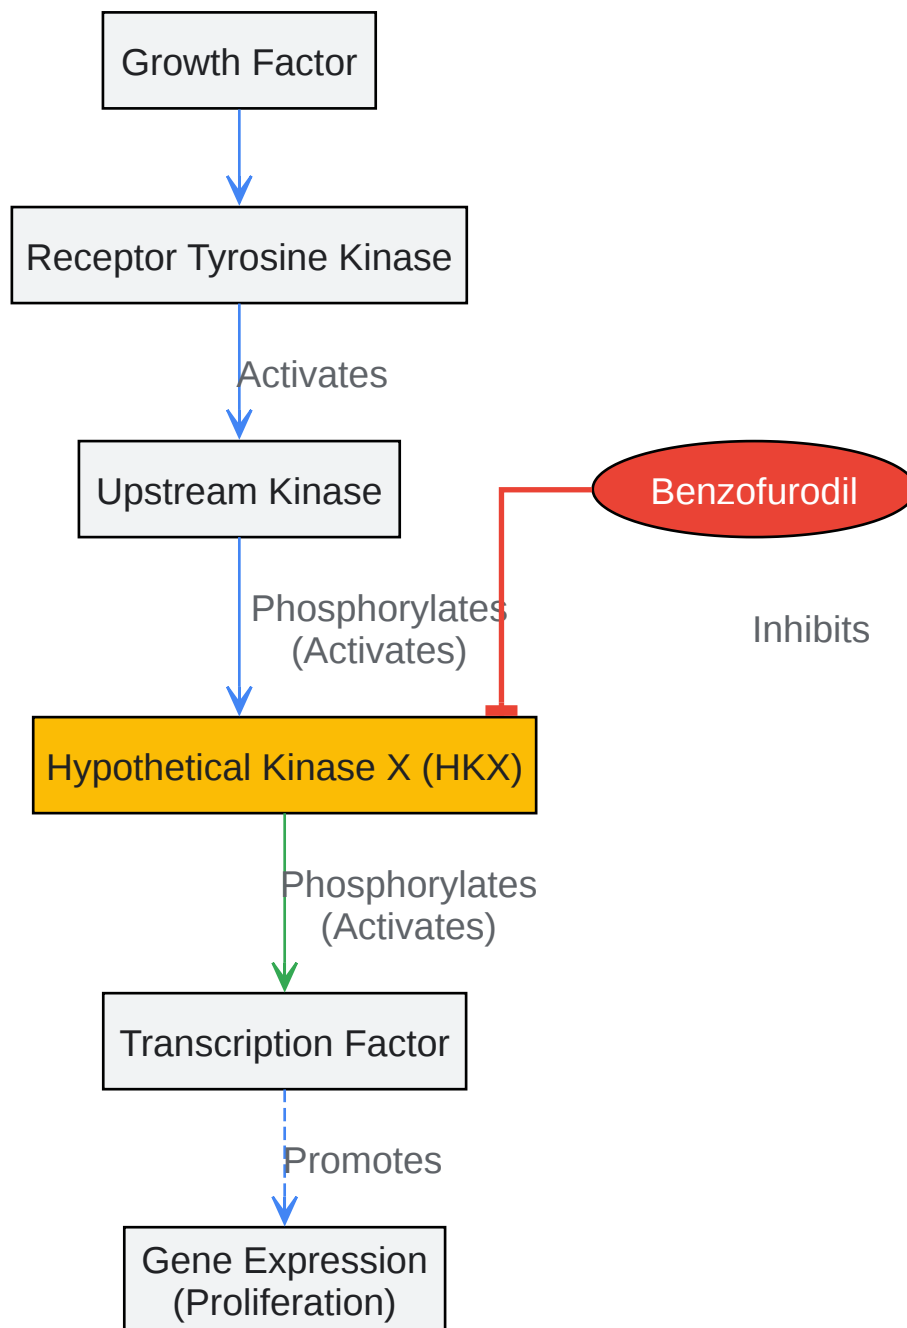 Growth Factor
Receptor Tyrosine Kinase
Activates
Upstream Kinase
Benzofurodil
Phosphorylates
(Activates)
Inhibits
Hypothetical Kinase X (HKX)
Phosphorylates
(Activates)
Transcription Factor
Promotes
Gene Expression
(Proliferation)